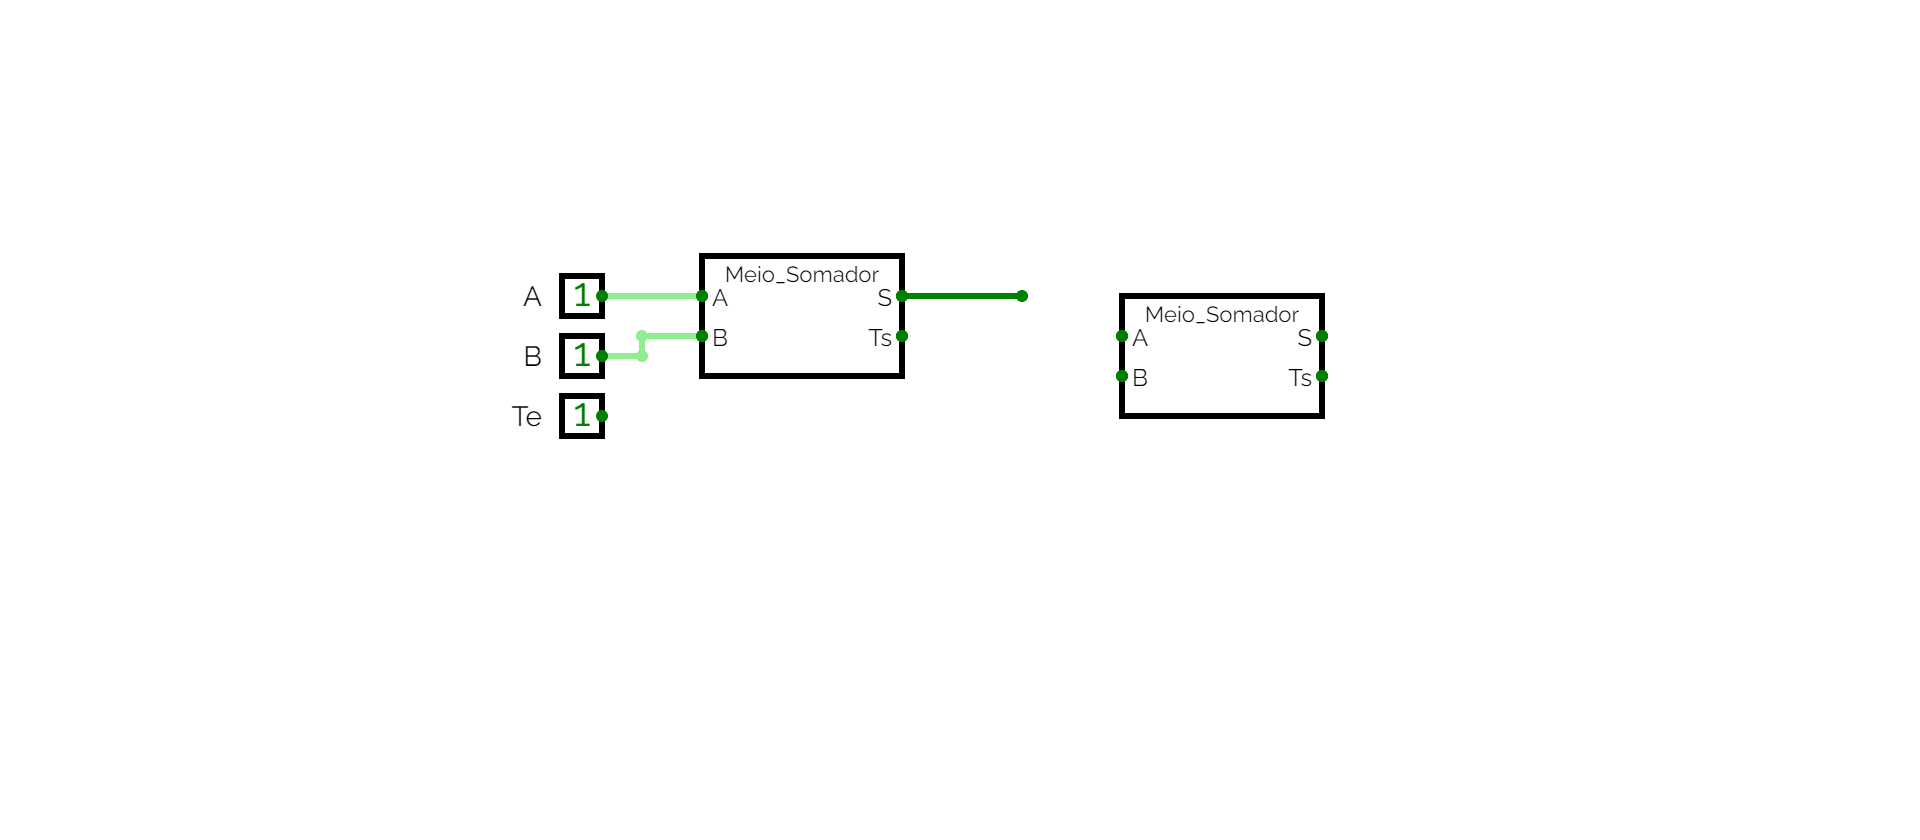 A 1
B 1
Te 1
Meio_Somador
A S
B Ts
Meio_Somador
A S
B Ts